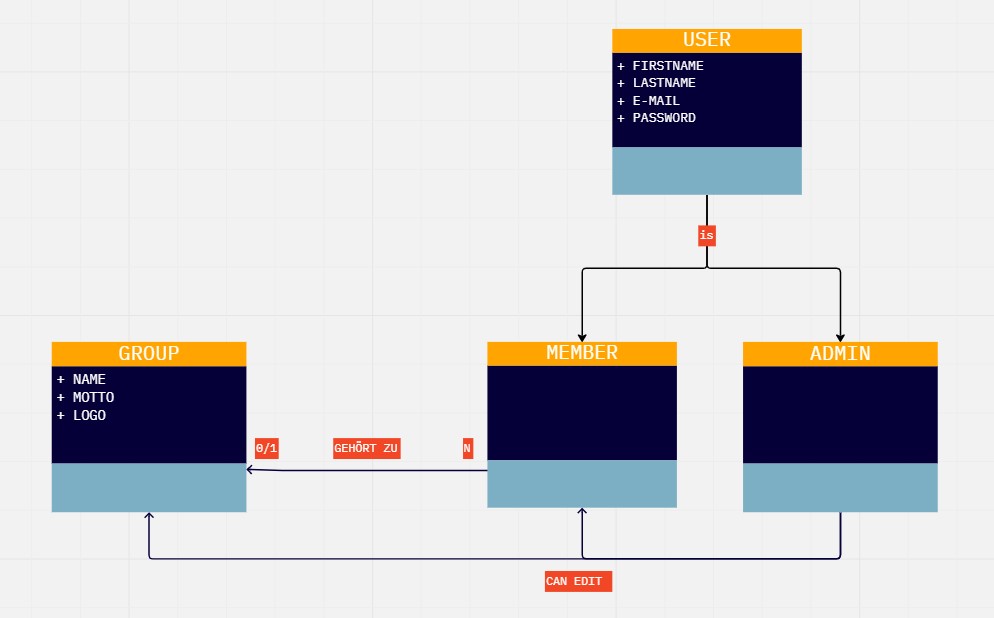 USER
+ FIRSTNAME
+ LASTNAME
+ E-MAIL
+ PASSWORD
is
GROUP
+ NAME
+ MOTTO
+ LOGO
MEMBER
ADMIN
0/1
GEHÖRT ZU
N
CAN EDIT